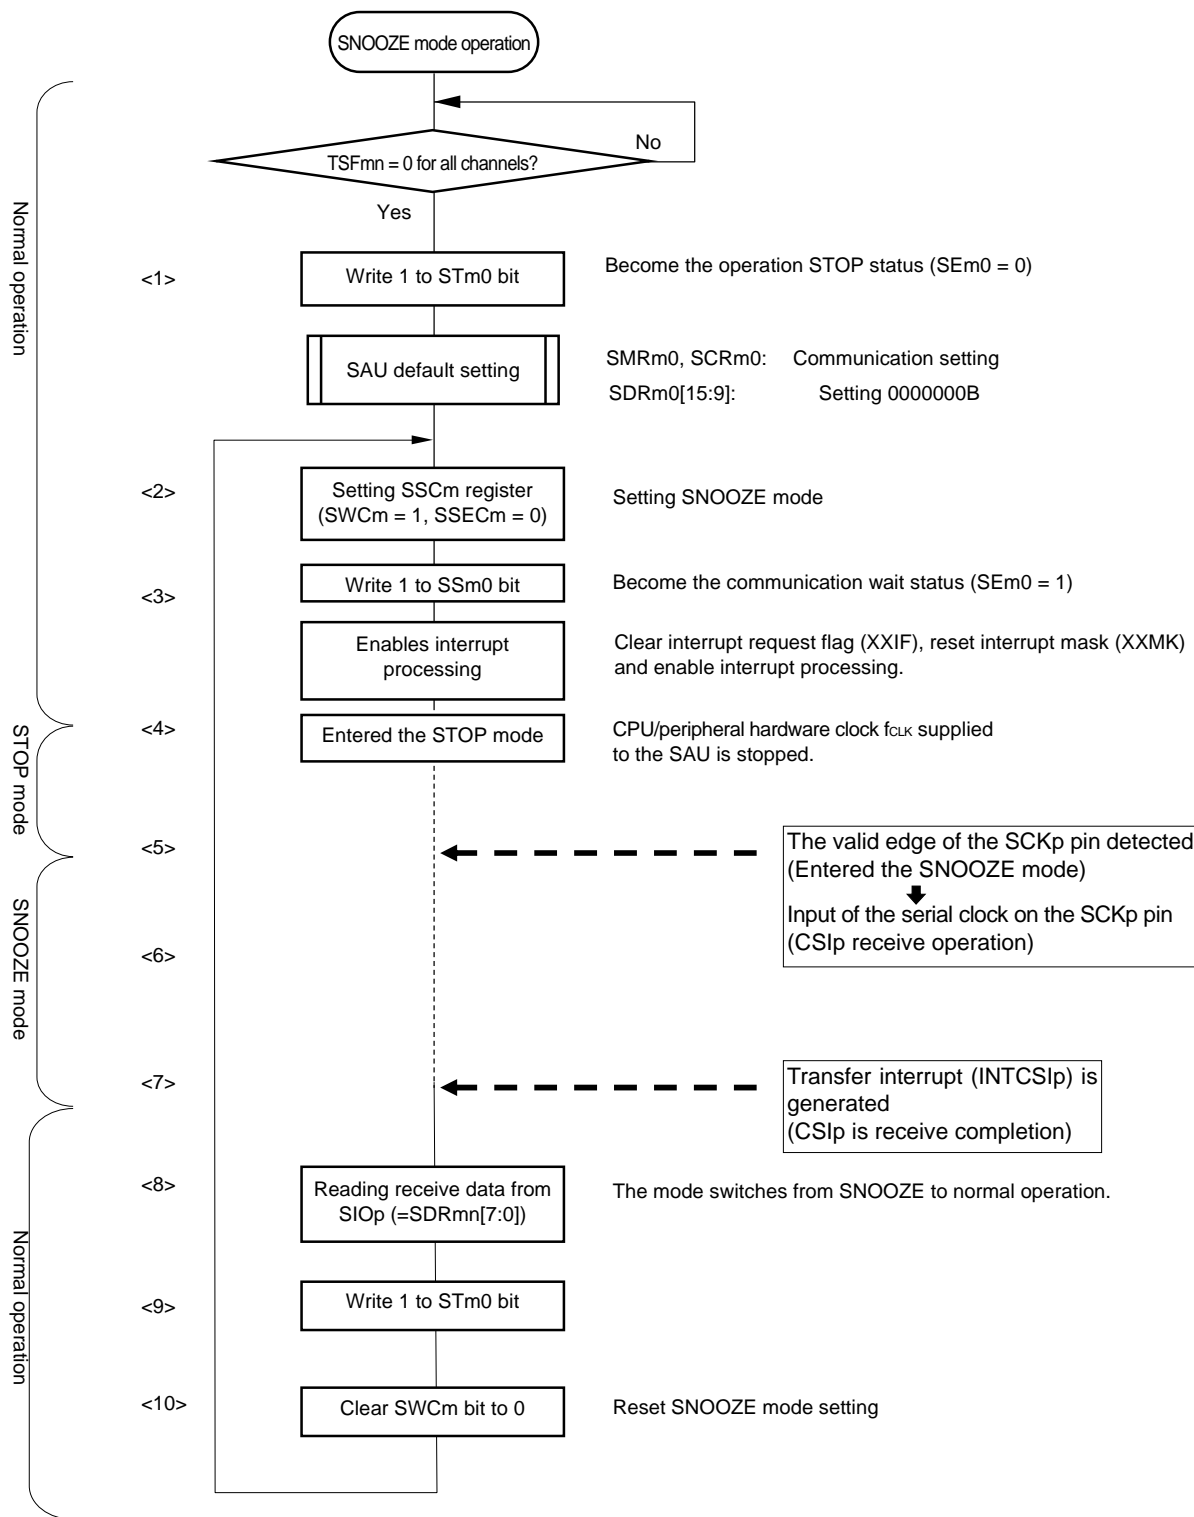 SNOOZE mode operation
TSFmn = 0 for all channels?
No
Yes
Normal operation
<1>
Write 1 to STm0 bit
Become the operation STOP status (SEm0 = 0)
SAU default setting
SMRm0, SCRm0: Communication setting
SDRm0[15:9]: Setting 0000000B
<2>
Setting SSCm register
(SWCm = 1, SSECm = 0)
Setting SNOOZE mode
<3>
Write 1 to SSm0 bit
Become the communication wait status (SEm0 = 1)
Enables interrupt
processing
Clear interrupt request flag (XXIF), reset interrupt mask (XXMK)
and enable interrupt processing.
STOP mode
<4>
Entered the STOP mode
CPU/peripheral hardware clock fCLK supplied
to the SAU is stopped.
<5>
The valid edge of the SCKp pin detected
(Entered the SNOOZE mode)
Input of the serial clock on the SCKp pin
(CSIp receive operation)
SNOOZE mode
<6>
<7>
Transfer interrupt (INTCSIp) is
generated
(CSIp is receive completion)
Normal operation
<8>
Reading receive data from
SIOp (=SDRmn[7:0])
The mode switches from SNOOZE to normal operation.
<9>
Write 1 to STm0 bit
<10>
Clear SWCm bit to 0
Reset SNOOZE mode setting